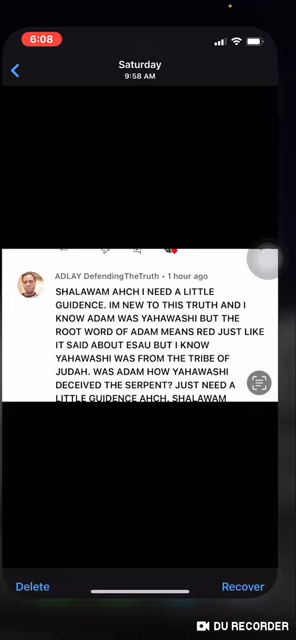 6:08
Saturday
9:58 AM
ADLAY DefendingTheTruth • 1 hour ago
SHALAWAM AHCH I NEED A LITTLE
GUIDENCE. IM NEW TO THIS TRUTH AND I
KNOW ADAM WAS YAHAWASHI BUT THE
ROOT WORD OF ADAM MEANS RED JUST LIKE
IT SAID ABOUT ESAU BUT I KNOW
YAHAWASHI WAS FROM THE TRIBE OF
JUDAH. WAS ADAM HOW YAHAWASHI
DECEIVED THE SERPENT? JUST NEED A
LITTLE GUIDENCE AHCH. SHALAWAM
Delete
Recover
DU RECORDER